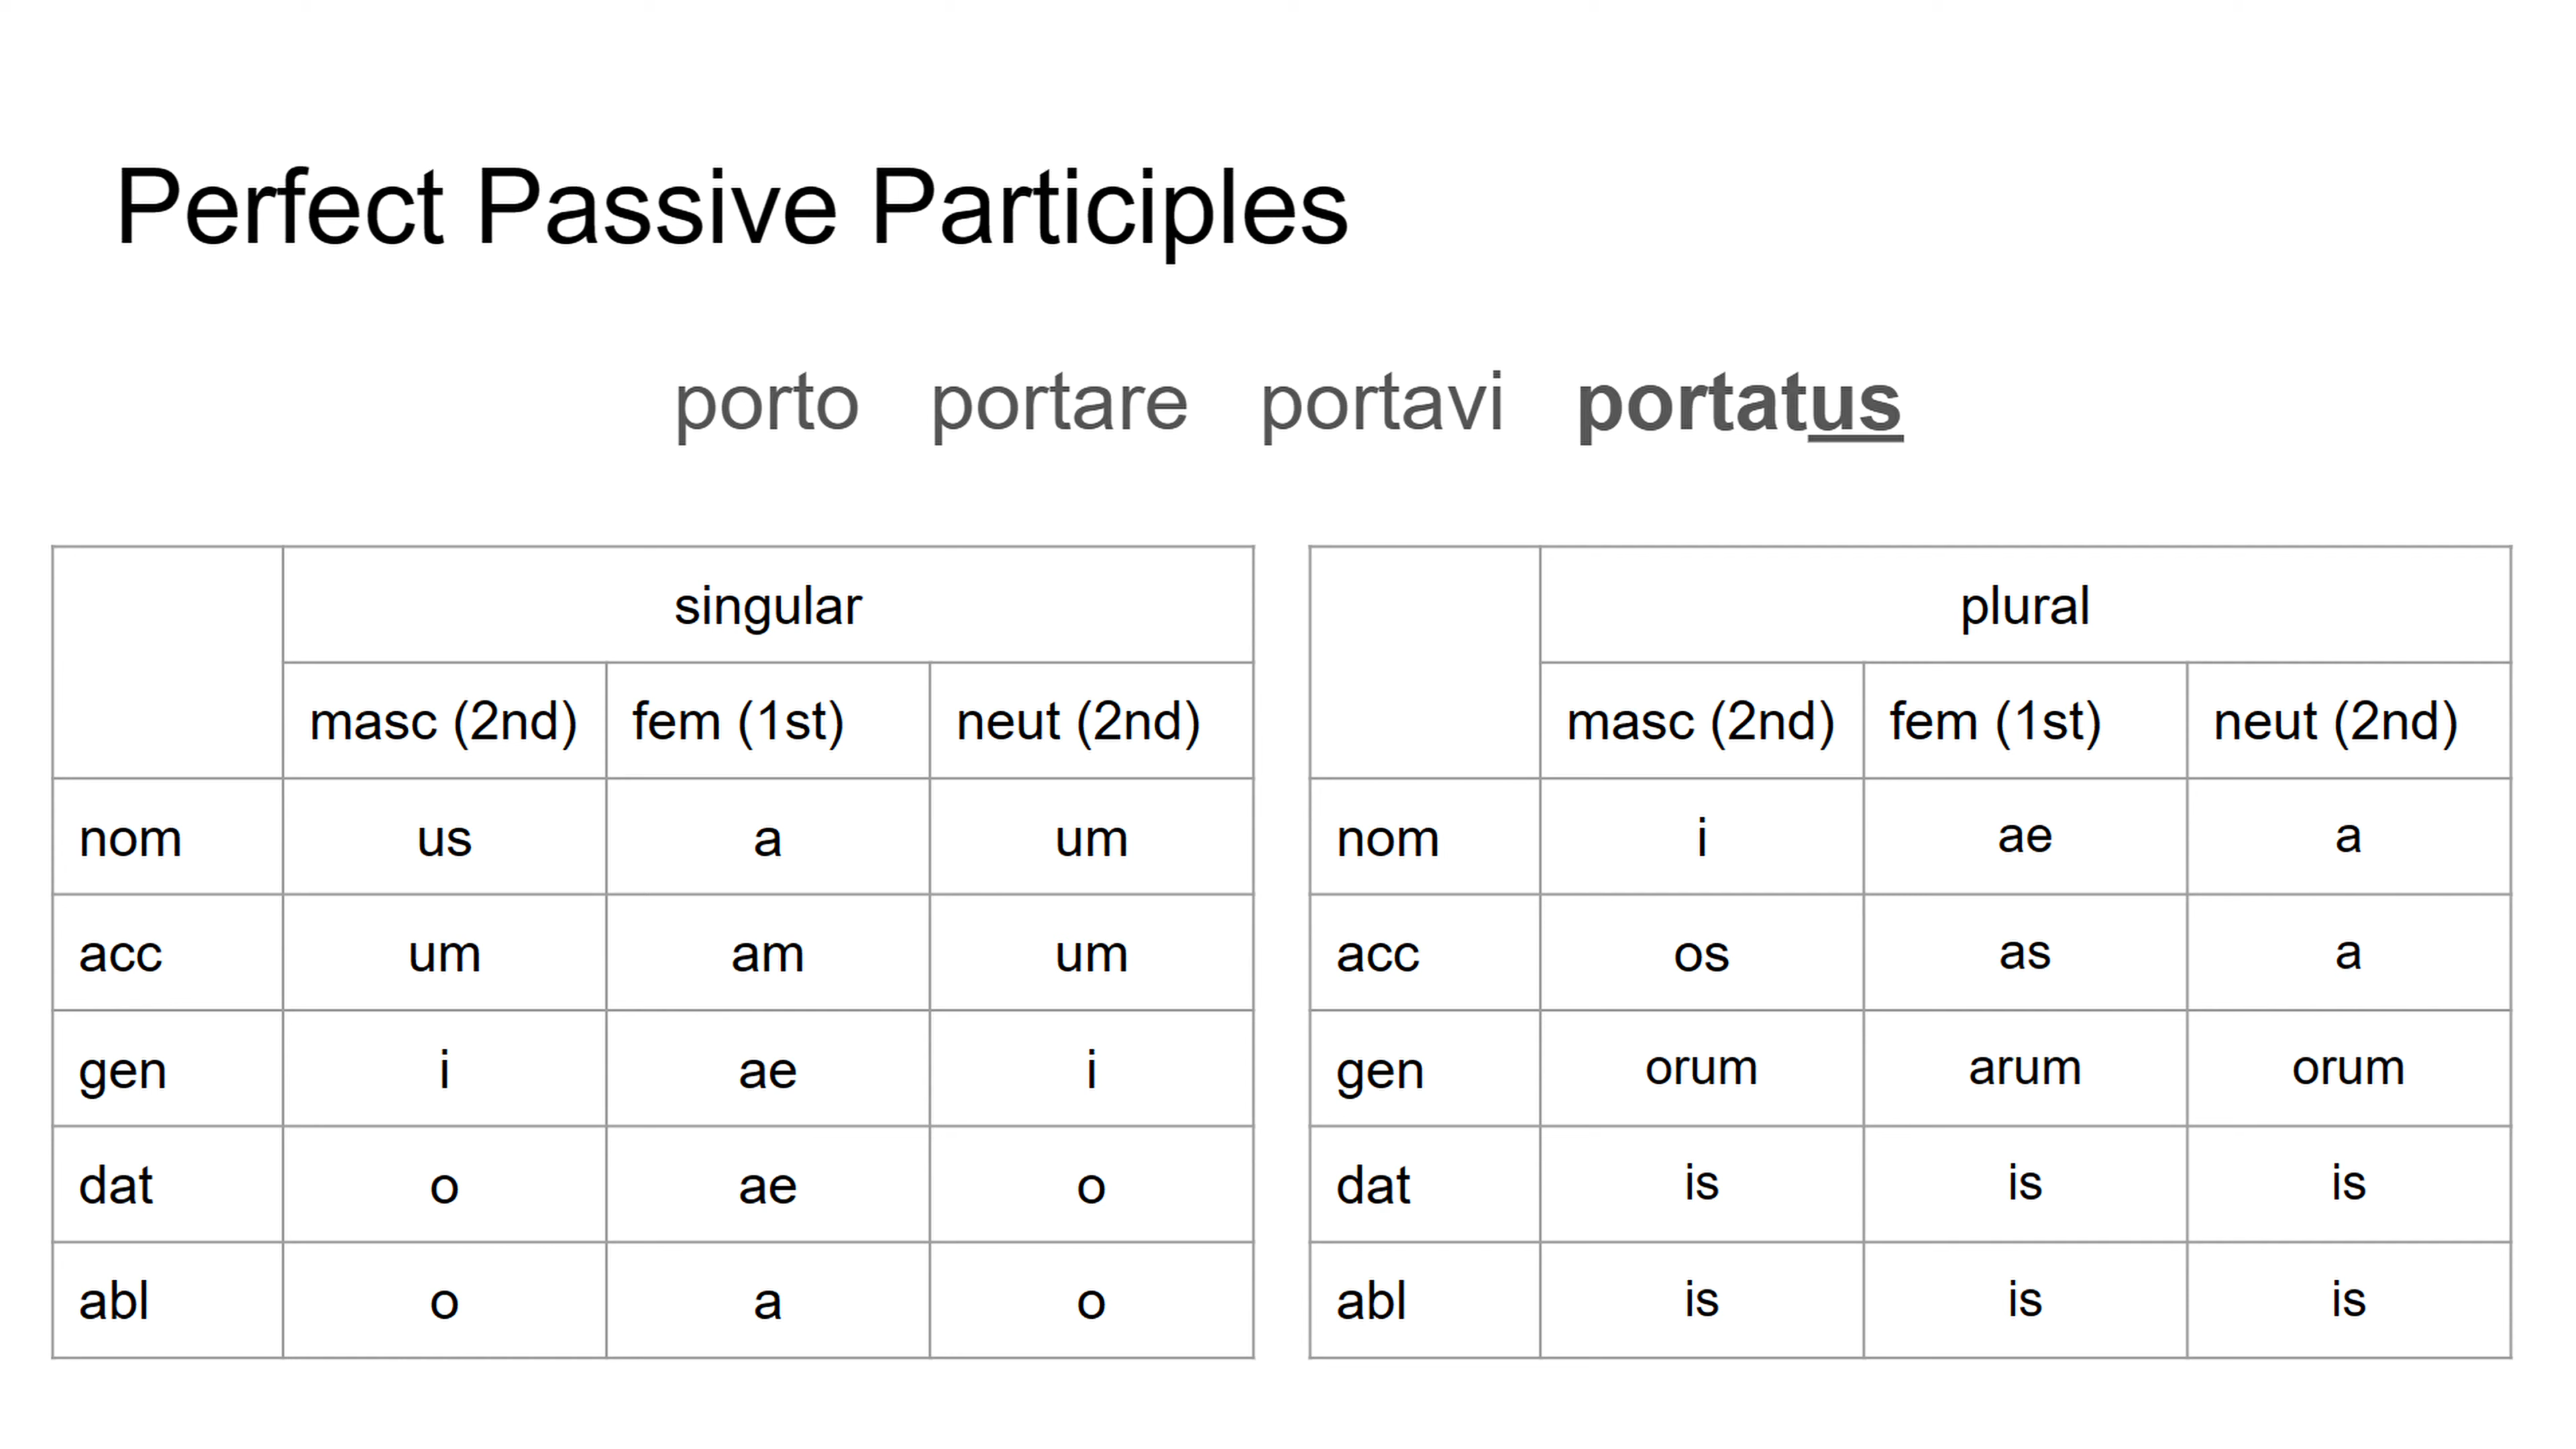 Perfect Passive Participles
porto portare portavi portatus
singular
masc (2nd) fem (1st) neut (2nd)
nom us a um
acc um am um
gen i ae i
dat o ae o
abl o a o
plural
masc (2nd) fem (1st) neut (2nd)
nom i ae a
acc os as a
gen orum arum orum
dat is is is
abl is is is